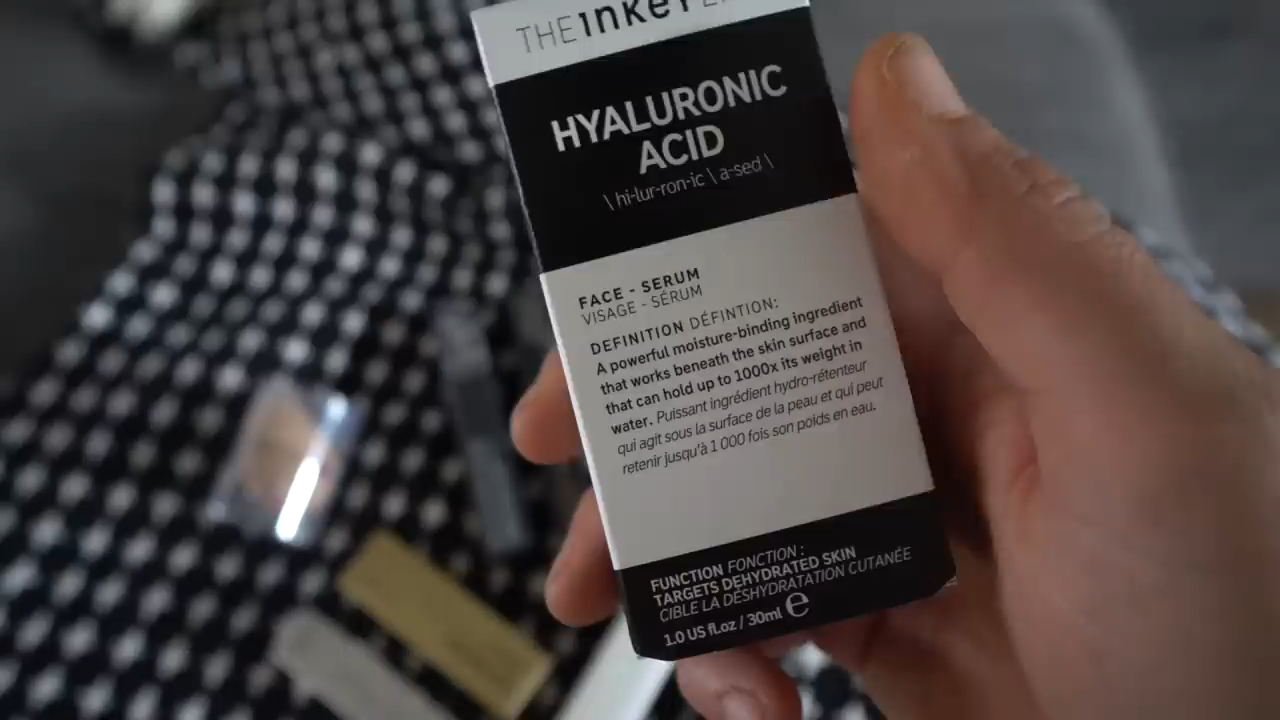 THE INKEY
HYALURONIC
ACID
\ hi-lur-ron-ic \ a-sed \
FACE - SERUM
VISAGE - SÉRUM
DEFINITION DÉFINTION:
A powerful moisture-binding ingredient
that works beneath the skin surface and
that can hold up to 1000x its weight in
water. Puissant ingrédient hydro-rétenteur
qui agit sous la surface de la peau et qui peut
retenir jusqu'à 1 000 fois son poids en eau.
FUNCTION FONCTION :
TARGETS DEHYDRATED SKIN
CIBLE LA DÉSHYDRATATION CUTANÉE
1.0 US fl.oz / 30ml ℮